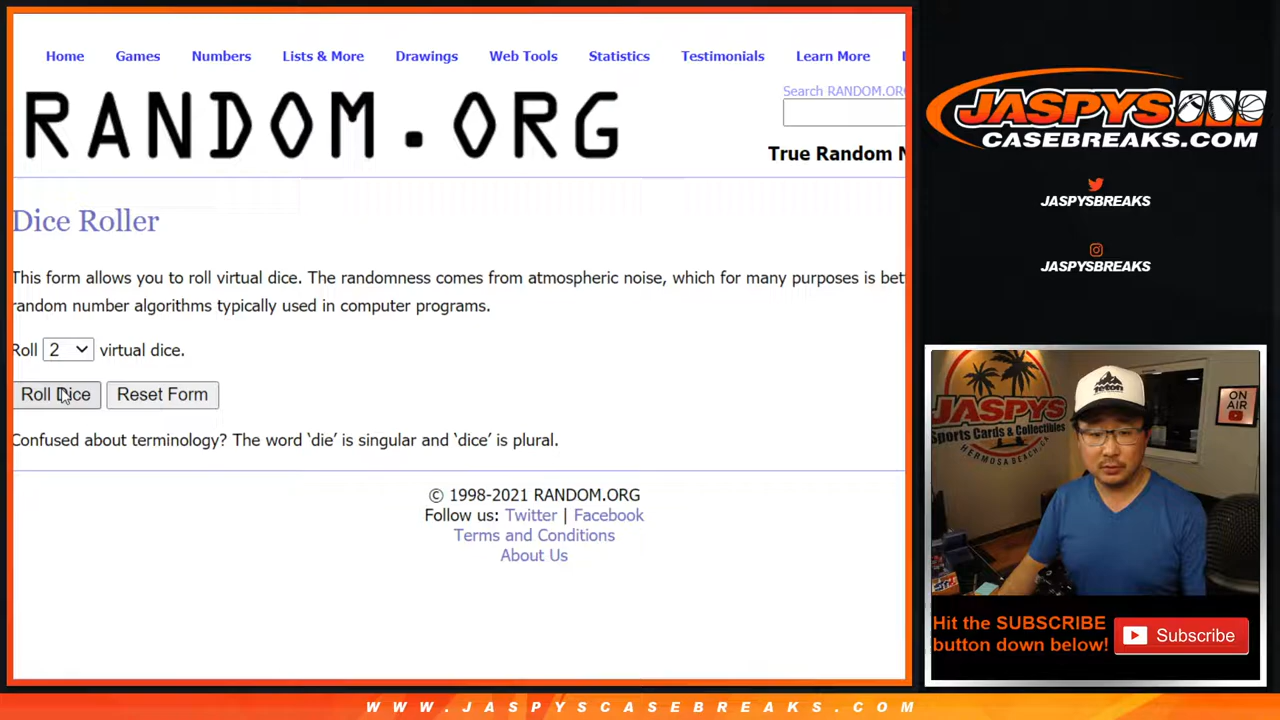 Home Games Numbers Lists & More Drawings Web Tools Statistics Testimonials Learn More
Search RANDOM.ORG
RANDOM.ORG
True Random N
Dice Roller
This form allows you to roll virtual dice. The randomness comes from atmospheric noise, which for many purposes is bet
random number algorithms typically used in computer programs.
Roll 2 virtual dice.
Roll Dice Reset Form
Confused about terminology? The word ‘die’ is singular and ‘dice’ is plural.
© 1998-2021 RANDOM.ORG
Follow us: Twitter | Facebook
Terms and Conditions
About Us
JASPYS
CASEBREAKS.COM
JASPYSBREAKS
JASPYSBREAKS
JASPYS
Sports Cards & Collectibles
HERMOSA BEACH, CA
teton
ON
AIR
Hit the SUBSCRIBE
button down below!
Subscribe
WWW.JASPYSCASEBREAKS.COM